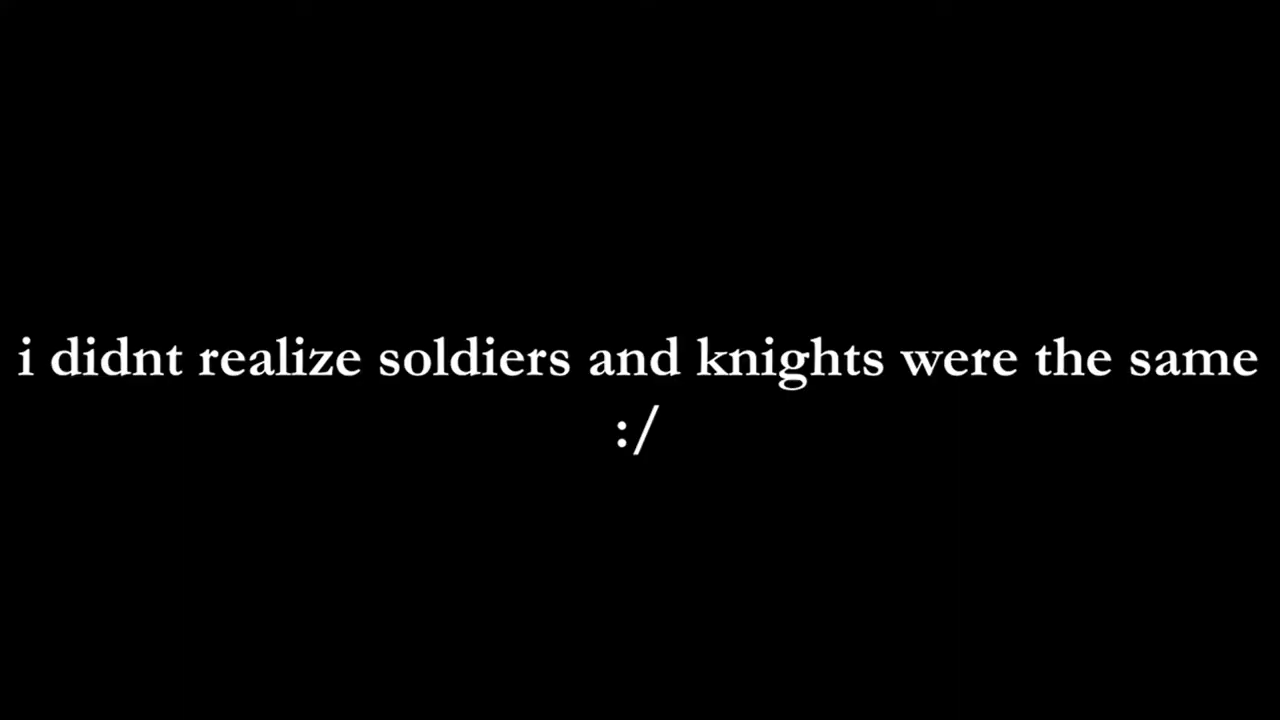 i didnt realize soldiers and knights were the same
:/